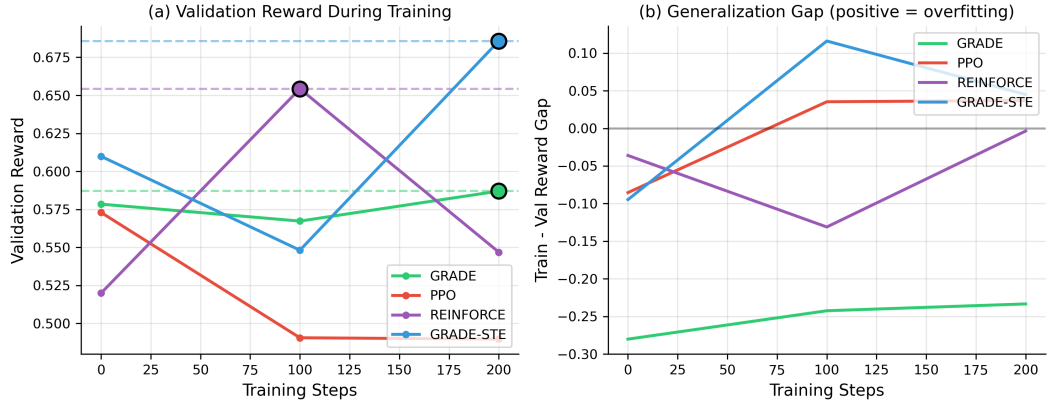 (a) Validation Reward During Training
Validation Reward
0.675
0.650
0.625
0.600
0.575
0.550
0.525
0.500
0 25 50 75 100 125 150 175 200
Training Steps
GRADE
PPO
REINFORCE
GRADE-STE
(b) Generalization Gap (positive = overfitting)
Train - Val Reward Gap
0.10
0.05
0.00
−0.05
−0.10
−0.15
−0.20
−0.25
−0.30
0 25 50 75 100 125 150 175 200
Training Steps
GRADE
PPO
REINFORCE
GRADE-STE